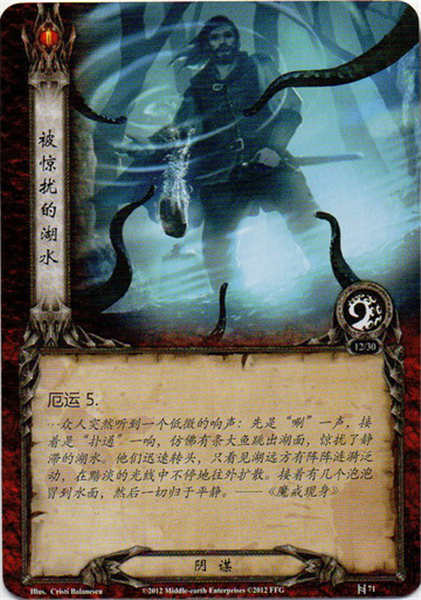 被惊扰的湖水
12/30
厄运 5.
…众人突然听到一个低微的响声：先是“唰”一声，接
着是“扑通”一响，仿佛有条大鱼跳出湖面，惊扰了静
滞的湖水。他们迅速转头，只看见湖远方有阵阵涟漪泛
动，在黯淡的光线中不停地往外扩散。接着有几个泡泡
冒到水面，然后一切归于平静。——《魔戒现身》
阴 谋
Illus. Cristi Balanescu ©2012 Middle-earth Enterprises ©2012 FFG 71